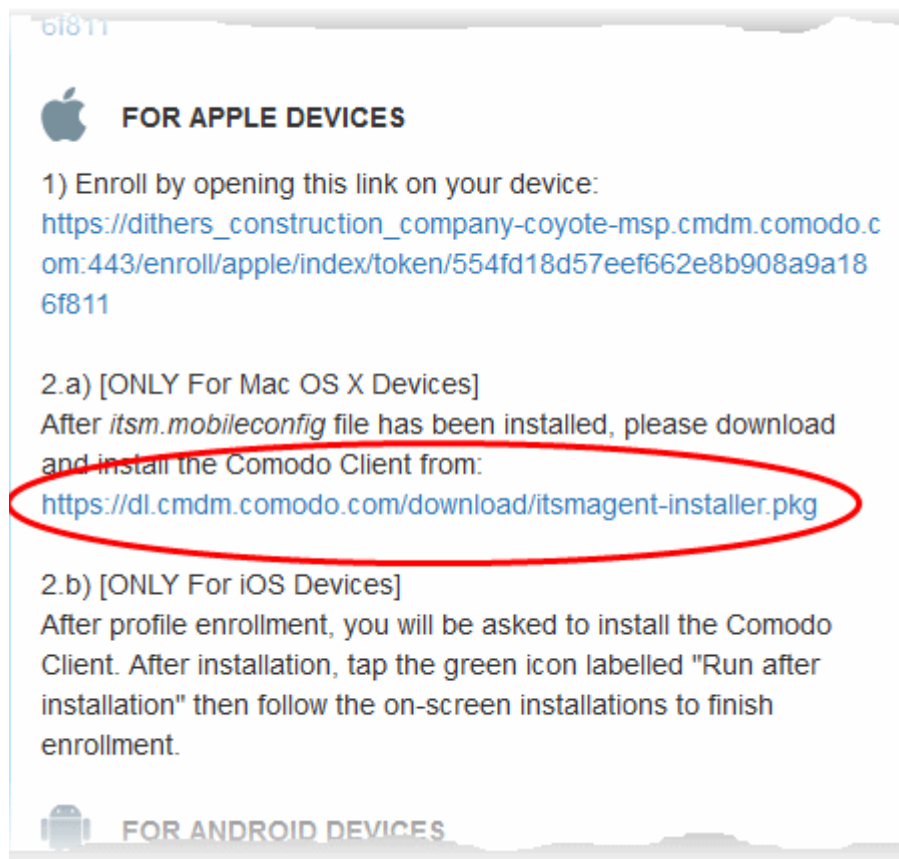 6f811
FOR APPLE DEVICES
1) Enroll by opening this link on your device:
https://dithers_construction_company-coyote-msp.cmdm.comodo.c
om:443/enroll/apple/index/token/554fd18d57eef662e8b908a9a18
6f811
2.a) [ONLY For Mac OS X Devices]
After itsm.mobileconfig file has been installed, please download
and install the Comodo Client from:
https://dl.cmdm.comodo.com/download/itsmagent-installer.pkg
2.b) [ONLY For iOS Devices]
After profile enrollment, you will be asked to install the Comodo
Client. After installation, tap the green icon labelled "Run after
installation" then follow the on-screen installations to finish
enrollment.
FOR ANDROID DEVICES